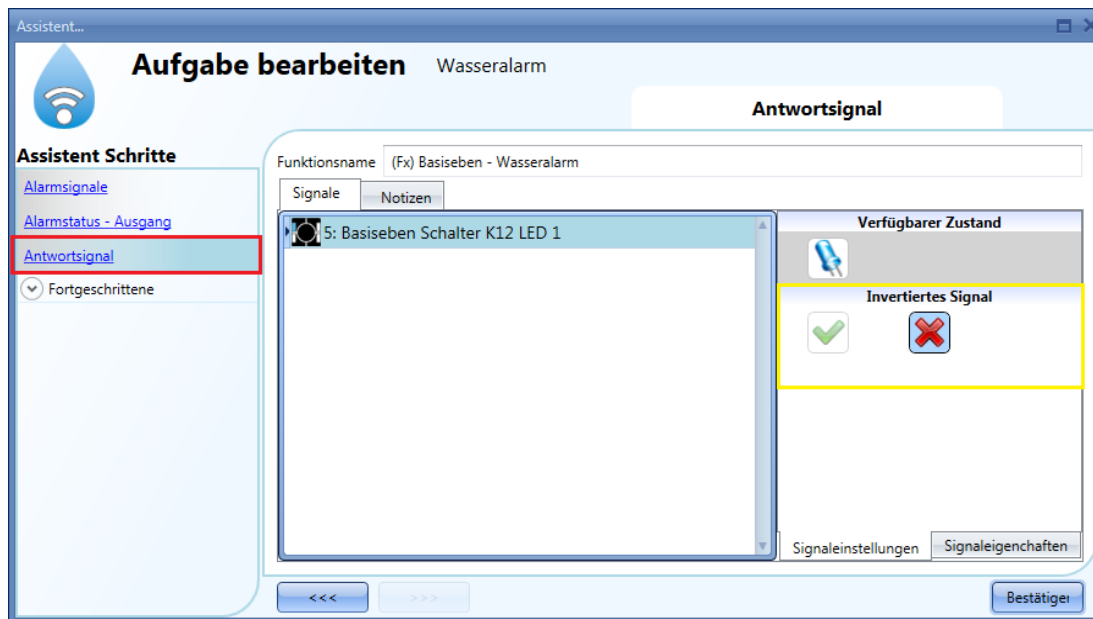 Assistent...
Aufgabe bearbeiten Wasseralarm
Antwortsignal
Assistent Schritte
Alarmsignale
Alarmstatus - Ausgang
Antwortsignal
Fortgeschrittene
Funktionsname (Fx) Basiseben - Wasseralarm
Signale Notizen
5: Basiseben Schalter K12 LED 1
Verfügbarer Zustand
Invertiertes Signal
Signaleinstellungen Signaleigenschaften
<<< >>> Bestätiger